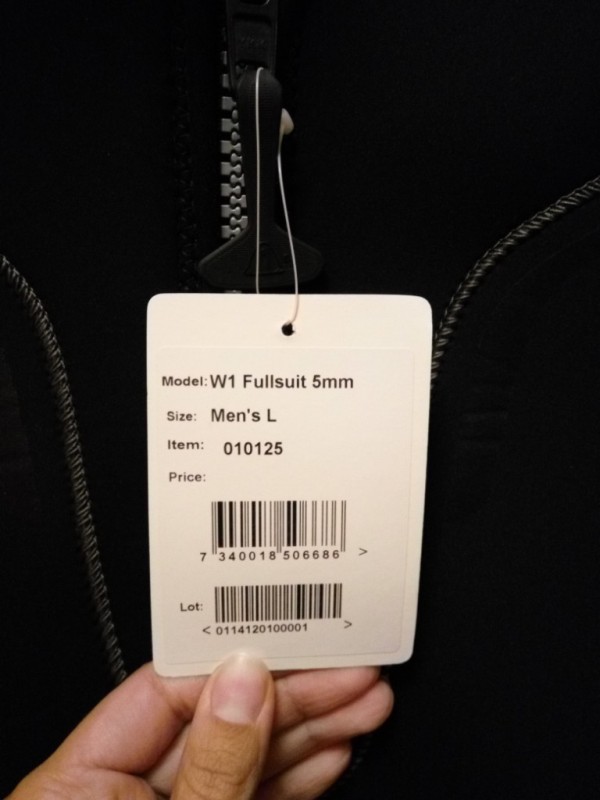 Model: W1 Fullsuit 5mm
Size: Men's L
Item: 010125
Price:
7 340018 506686 >
Lot:
< 0114120100001 >